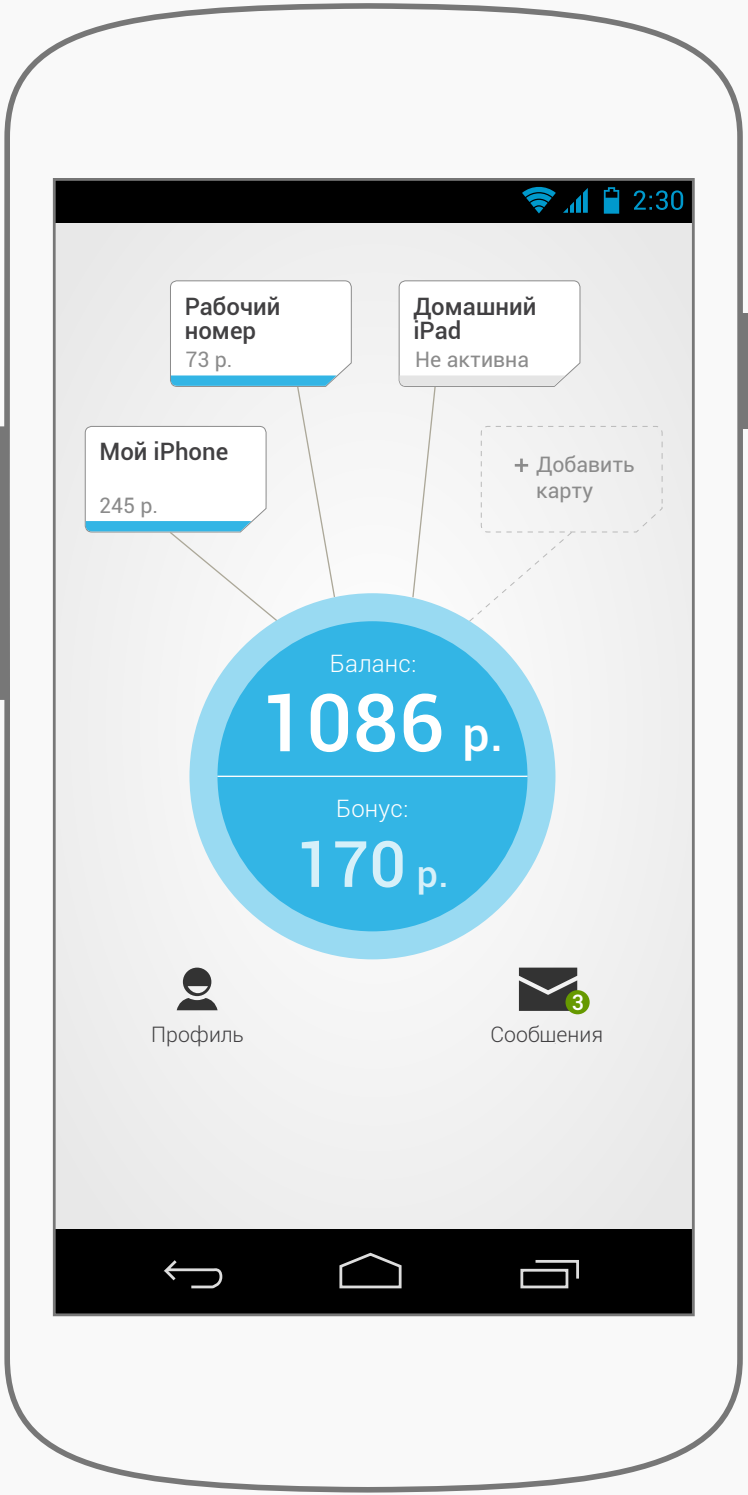 2:30
Рабочий
номер
73 р.
Домашний
iPad
Не активна
Мой iPhone
245 р.
+ Добавить
карту
Баланс:
1086 р.
Бонус:
170 р.
Профиль
3
Сообшения